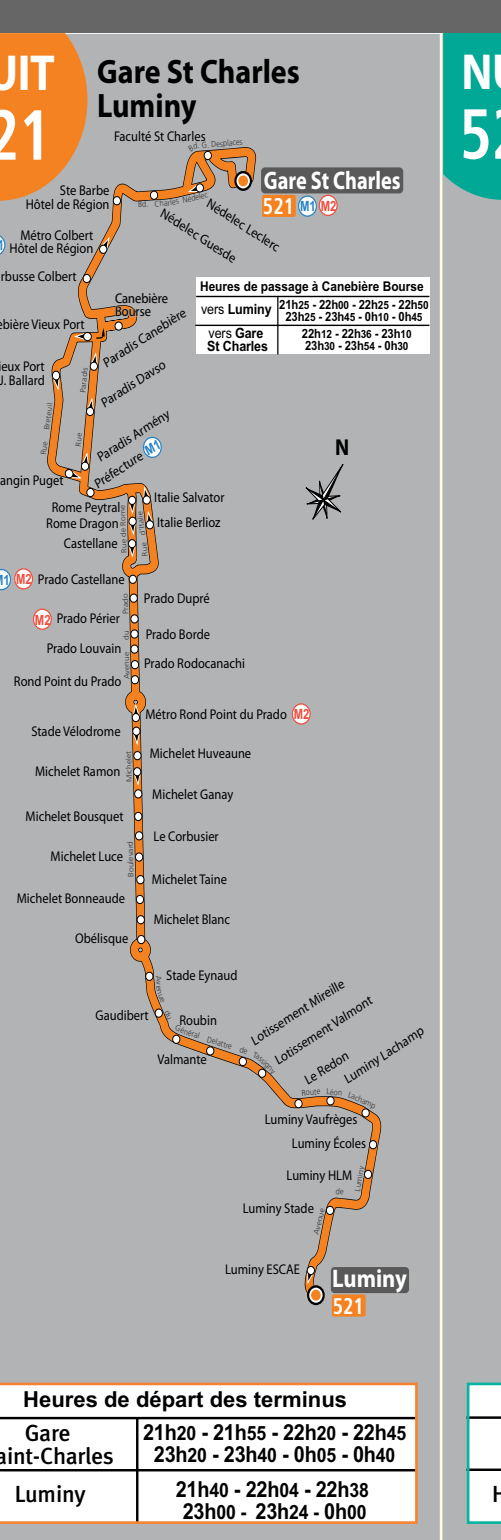 UIT
21
Gare St Charles
Luminy
NU
52
Faculté St Charles
Bd. G. Desplaces
Gare St Charles
521 M1 M2
Ste Barbe
Hôtel de Région
Bd. Charles Nédelec
Nédelec Leclerc
Nédelec Guesde
Métro Colbert
Hôtel de Région
rbusse Colbert
Heures de passage à Canebière Bourse
vers Luminy 21h25 - 22h00 - 22h25 - 22h50
23h25 - 23h45 - 0h10 - 0h45
vers Gare
St Charles
22h12 - 22h36 - 23h10
23h30 - 23h54 - 0h30
Canebière
Bourse
ebière Vieux Port
Paradis Canebière
ieux Port
J. Ballard
Paradis Davso
Rue Paradis
Rue Breteuil
Paradis Armény
Préfecture M1
angin Puget
N
Rome Peytral
Italie Salvator
Rome Dragon
Italie Berlioz
Rue de Rome
Rue d'Italie
Castellane
M1 M2 Prado Castellane
Prado Dupré
M2 Prado Périer
Prado Borde
Prado Louvain
Prado Rodocanachi
Avenue du Prado
Rond Point du Prado
Métro Rond Point du Prado M2
Stade Vélodrome
Michelet Huveaune
Michelet Ramon
Michelet Ganay
Michelet Bousquet
Le Corbusier
Boulevard Michelet
Michelet Luce
Michelet Taine
Michelet Bonneaude
Michelet Blanc
Obélisque
Stade Eynaud
Gaudibert
Roubin
Avenue du Général Delattre de Tassigny
Valmante
Lotissement Mireille
Lotissement Valmont
Le Redon
Luminy Lachamp
Route Léon Lachamp
Luminy Vaufrèges
Luminy Écoles
Luminy HLM
Avenue de Luminy
Luminy Stade
Luminy ESCAE
Luminy
521
Heures de départ des terminus
Gare
aint-Charles
21h20 - 21h55 - 22h20 - 22h45
23h20 - 23h40 - 0h05 - 0h40
Luminy
21h40 - 22h04 - 22h38
23h00 - 23h24 - 0h00
H